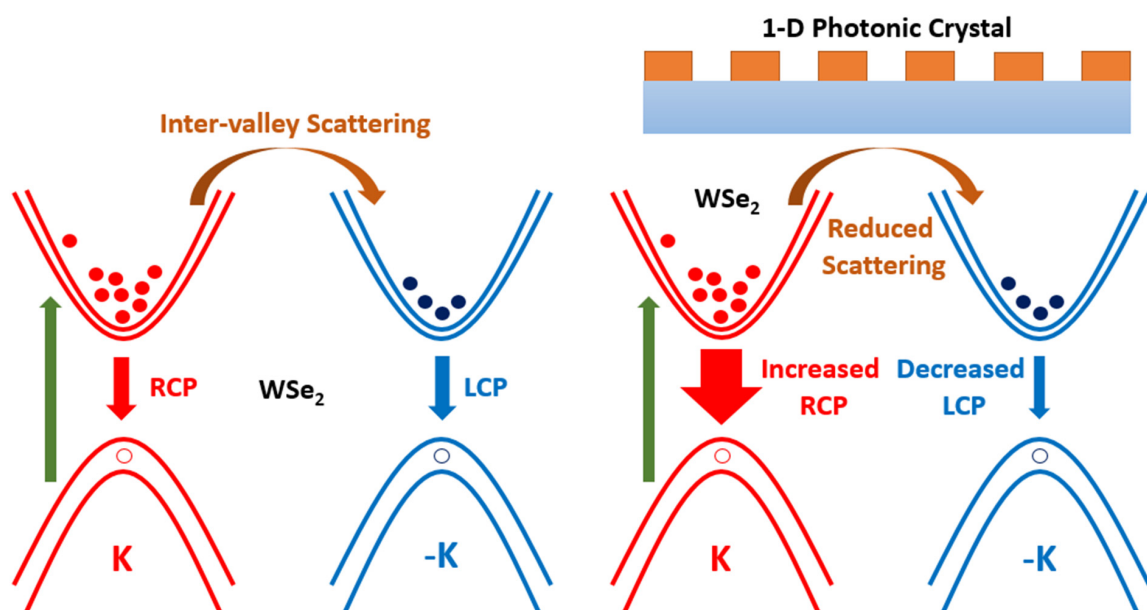 Inter-valley Scattering
RCP
WSe₂
LCP
K
-K
1-D Photonic Crystal
WSe₂
Reduced
Scattering
Increased
RCP
Decreased
LCP
K
-K